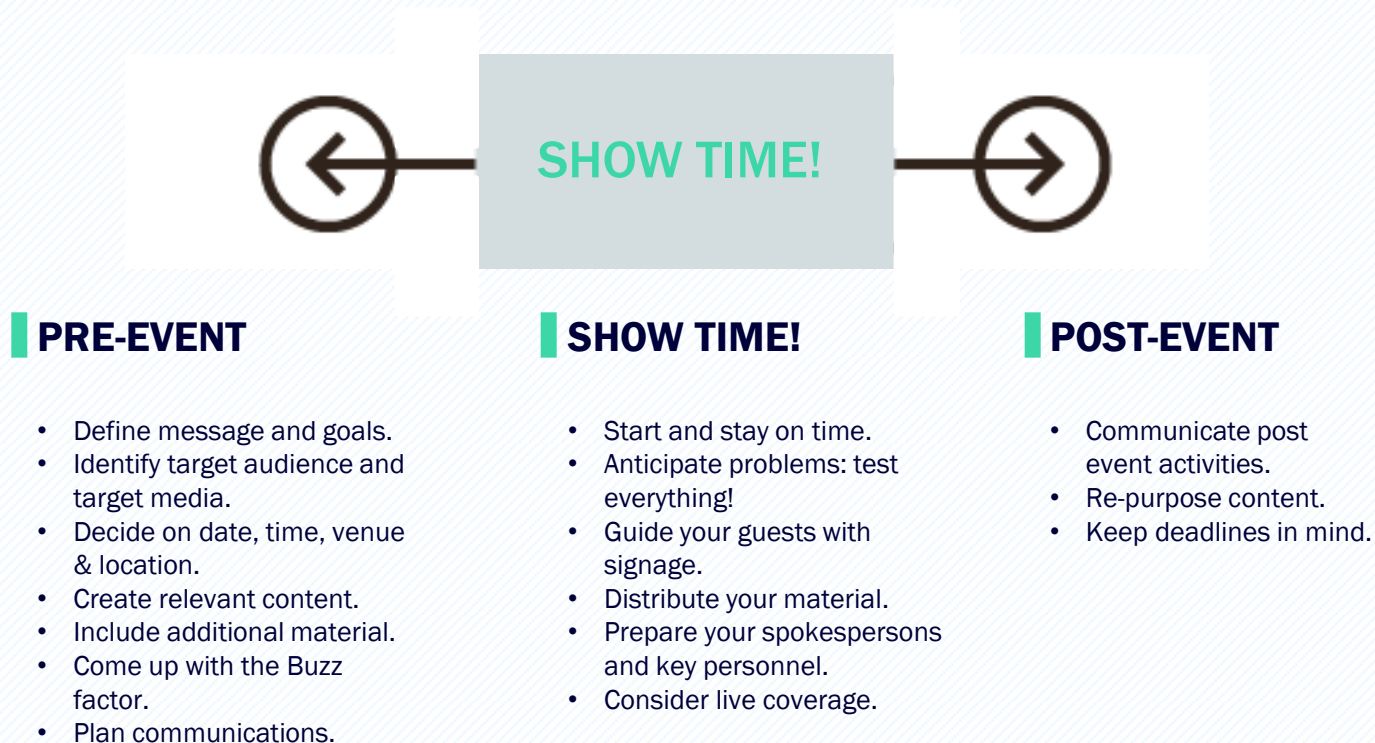 SHOW TIME!
PRE-EVENT
• Define message and goals.
• Identify target audience and
target media.
• Decide on date, time, venue
& location.
• Create relevant content.
• Include additional material.
• Come up with the Buzz
factor.
• Plan communications.
SHOW TIME!
• Start and stay on time.
• Anticipate problems: test
everything!
• Guide your guests with
signage.
• Distribute your material.
• Prepare your spokespersons
and key personnel.
• Consider live coverage.
POST-EVENT
• Communicate post
event activities.
• Re-purpose content.
• Keep deadlines in mind.